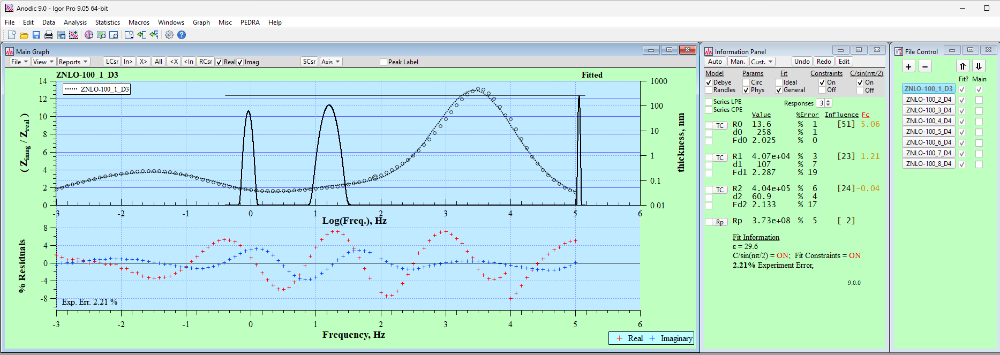 Anodic 9.0 - Igor Pro 9.05 64-bit
File Edit Data Analysis Statistics Macros Windows Graph Misc PEDRA Help
Main Graph
File View Reports LCsr In> X> All <X <In RCsr Real Imag SCsr Axis Peak Label
ZNLO-100_1_D3 Fitted
ZNLO-100_1_D3
14
12
10
8
6
4
2
0
( Zimag / Zreal )
1000
100
10
1
0.1
0.01
thickness, nm
-3 -2 -1 0 1 2 3 4 5 6
Log(Freq.), Hz
8
4
0
-4
-8
% Residuals
Exp. Err. 2.21 %
-3 -2 -1 0 1 2 3 4 5 6
Frequency, Hz
Real Imaginary
Information Panel
Auto Man. Cust. Undo Redo Edit
Model Params Fit Constraints C/sin(nπ/2)
Debye Circ Ideal On On
Randles Phys General Off Off
Series LPE Responses 3
Series CPE
Value %Error Influence Fc
TC R0 13.6 % 1 [51] 5.06
d0 258 % 1
Fd0 2.025 % 0
TC R1 4.07e+04 % 3 [23] 1.21
d1 107 % 7
Fd1 2.287 % 19
TC R2 4.04e+05 % 6 [24] -0.04
d2 60.9 % 4
Fd2 2.133 % 17
Rp Rp 3.73e+08 % 5 [ 2]
Fit Information
ε = 29.6
C/sin(nπ/2) = ON; Fit Constraints = ON
2.21% Experiment Error,
9.0.0
File Control
+ −
Fit? Main
ZNLO-100_1_D3
ZNLO-100_2_D4
ZNLO-100_3_D4
ZNLO-100_4_D4
ZNLO-100_5_D4
ZNLO-100_6_D4
ZNLO-100_7_D4
ZNLO-100_8_D4